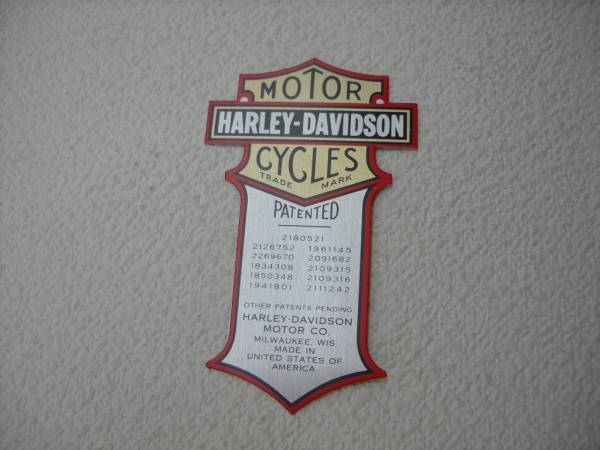 MOTOR
HARLEY-DAVIDSON
CYCLES
TRADE MARK
PATENTED
2180521
2126752 1961145
2269670 2091682
1834308 2109315
1850348 2109316
1941801 2111242
OTHER PATENTS PENDING
HARLEY-DAVIDSON
MOTOR CO.
MILWAUKEE, WIS.
MADE IN
UNITED STATES OF
AMERICA